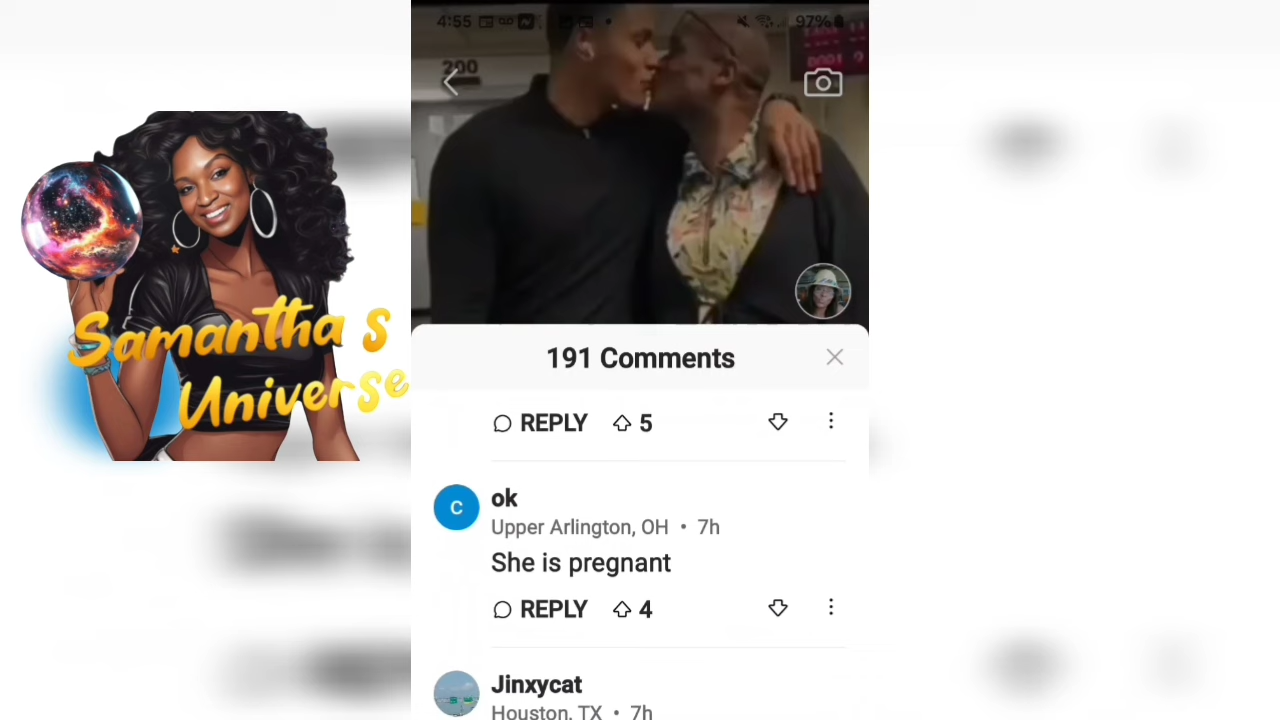 4:55
97%
200
Samantha s
Universe
191 Comments
REPLY 5
ok
Upper Arlington, OH • 7h
She is pregnant
REPLY 4
Jinxycat
Houston, TX • 7h
C